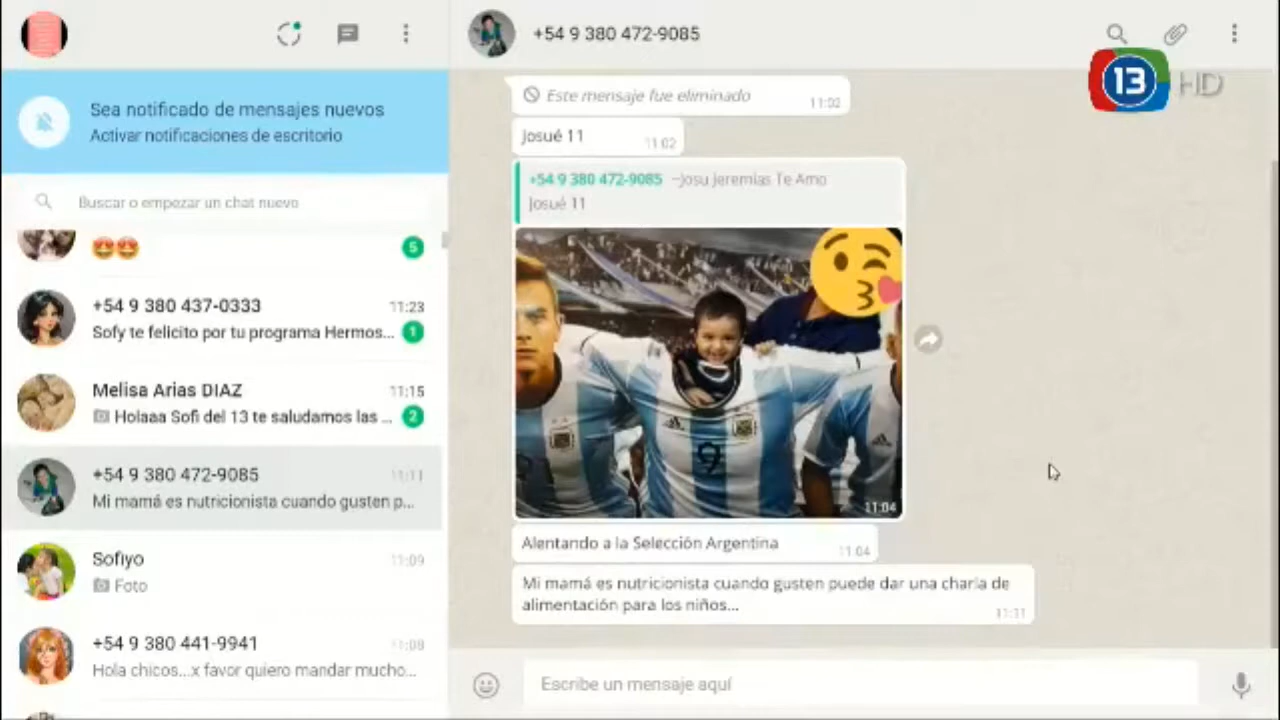 +54 9 380 472-9085
13 HD
Sea notificado de mensajes nuevos
Activar notificaciones de escritorio
Buscar o empezar un chat nuevo
5
+54 9 380 437-0333
11:23
Sofy te felicito por tu programa Hermos...
1
Melisa Arias DIAZ
11:15
Holaaa Sofi del 13 te saludamos las ...
2
+54 9 380 472-9085
11:11
Mi mamá es nutricionista cuando gusten p...
Sofiyo
11:09
Foto
+54 9 380 441-9941
11:08
Hola chicos...x favor quiero mandar mucho...
Este mensaje fue eliminado
11:02
Josué 11
11:02
+54 9 380 472-9085 ~Josu Jeremías Te Amo
Josué 11
9
11:04
Alentando a la Selección Argentina
11:04
Mi mamá es nutricionista cuando gusten puede dar una charla de
alimentación para los niños...
11:11
Escribe un mensaje aquí